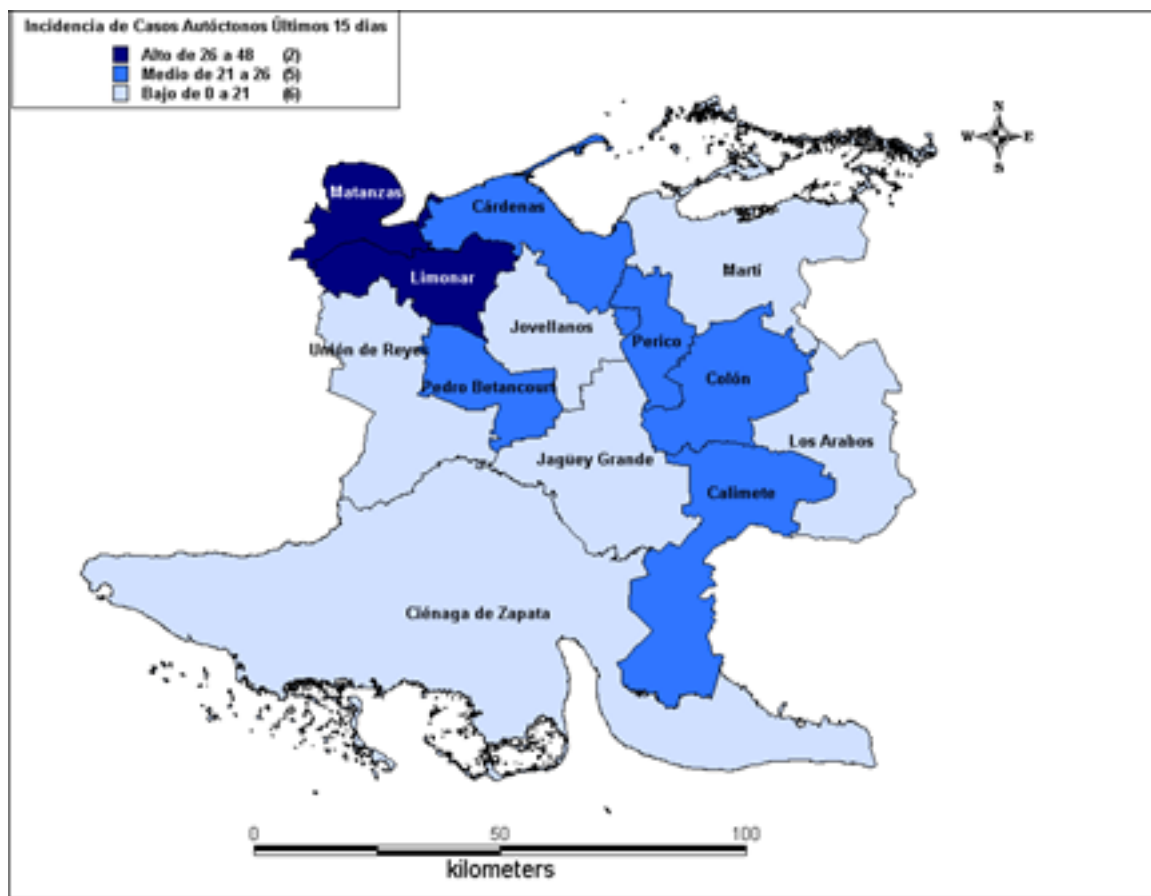 Incidencia de Casos Autóctonos Últimos 15 dias
Alto de 26 a 48 (2)
Medio de 21 a 26 (5)
Bajo de 0 a 21 (6)
N
W E
S
Matanzas
Cárdenas
Limonar
Martí
Jovellanos
Unión de Reyes
Perico
Pedro Betancourt
Colón
Los Arabos
Jagüey Grande
Calimete
Ciénaga de Zapata
0 50 100
kilometers